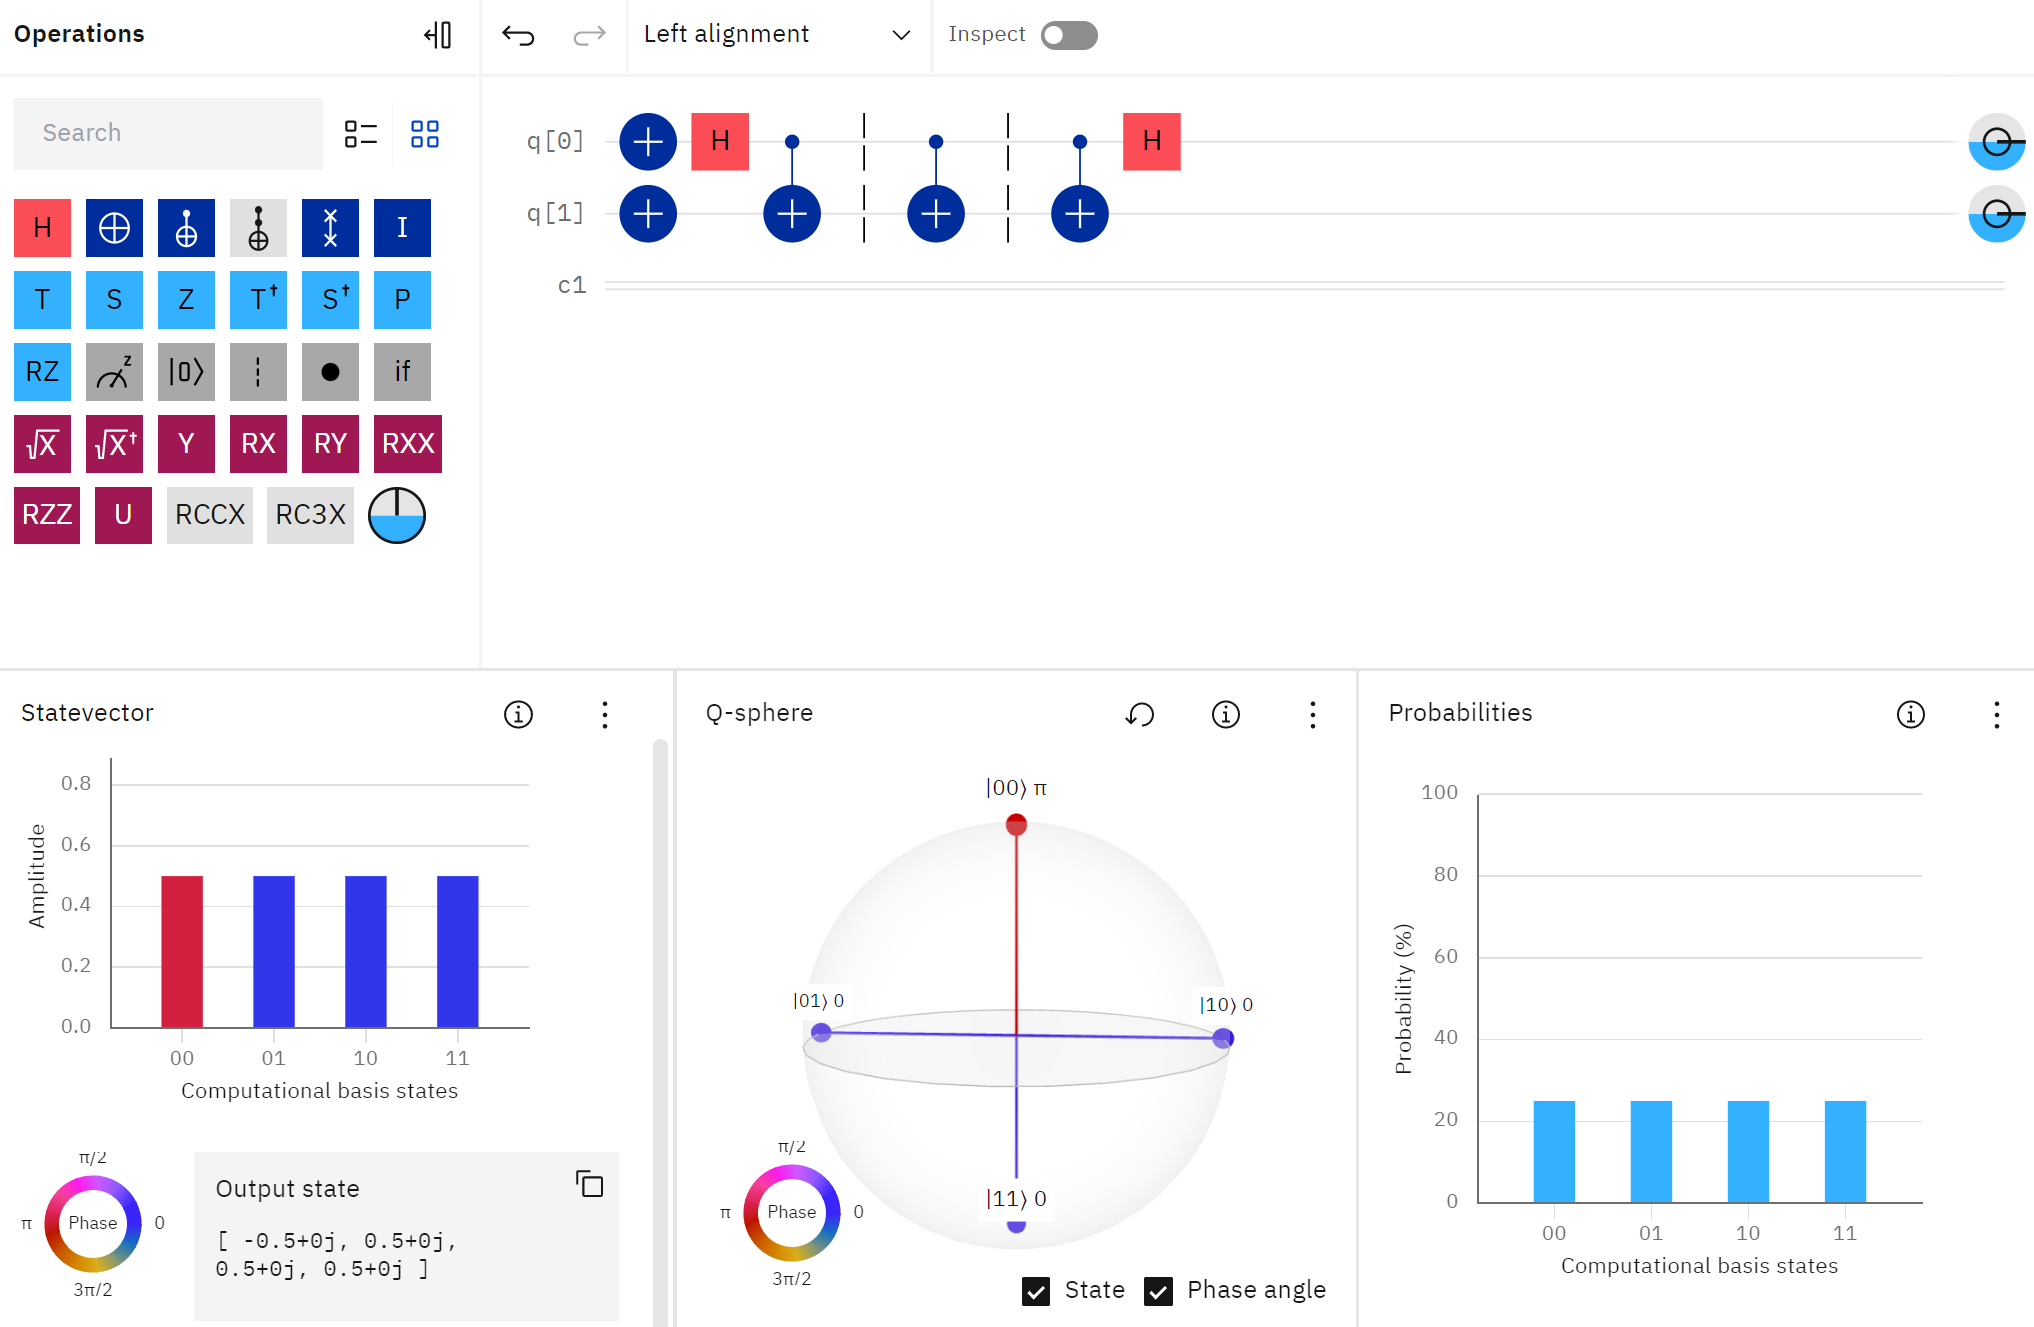 Operations
Left alignment
Inspect
Search
H
I
T S Z T† S† P
RZ z |0⟩ if
√X √X† Y RX RY RXX
RZZ U RCCX RC3X
q[0] H H
q[1]
c1
Statevector
Amplitude
0.8
0.6
0.4
0.2
0.0
00 01 10 11
Computational basis states
π/2
π Phase 0
3π/2
Output state
[ -0.5+0j, 0.5+0j,
0.5+0j, 0.5+0j ]
Q-sphere
|00⟩ π
|01⟩ 0
|10⟩ 0
|11⟩ 0
π/2
π Phase 0
3π/2
State Phase angle
Probabilities
Probability (%)
100
80
60
40
20
0
00 01 10 11
Computational basis states